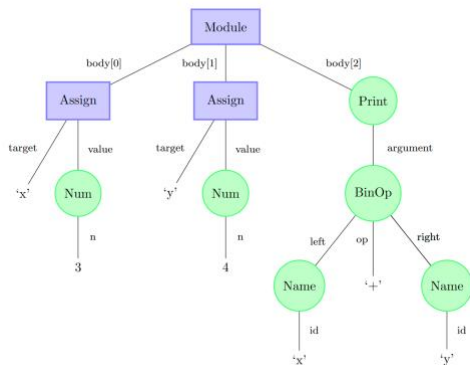 Module
body[0]
body[1]
body[2]
Assign
Assign
Print
target
value
target
value
argument
‘x’
Num
‘y’
Num
BinOp
n
n
left
op
right
3
4
Name
‘+’
Name
id
id
‘x’
‘y’